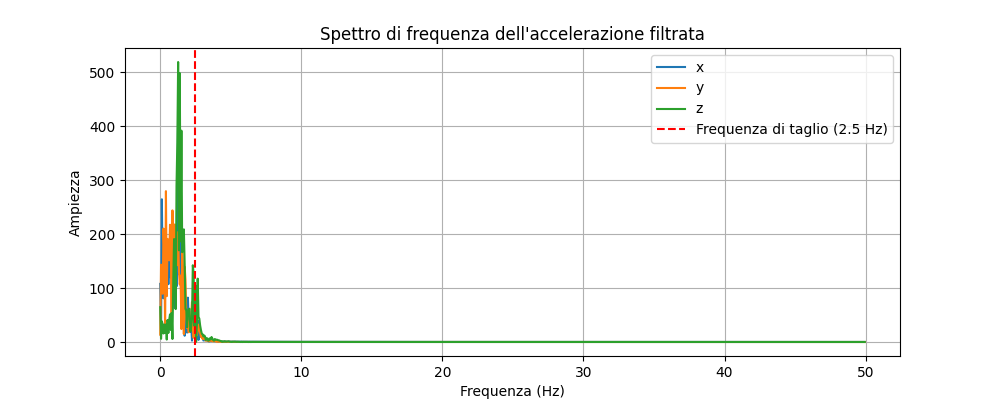 Spettro di frequenza dell'accelerazione filtrata
x
y
z
Frequenza di taglio (2.5 Hz)
Ampiezza
500
400
300
200
100
0
0 10 20 30 40 50
Frequenza (Hz)